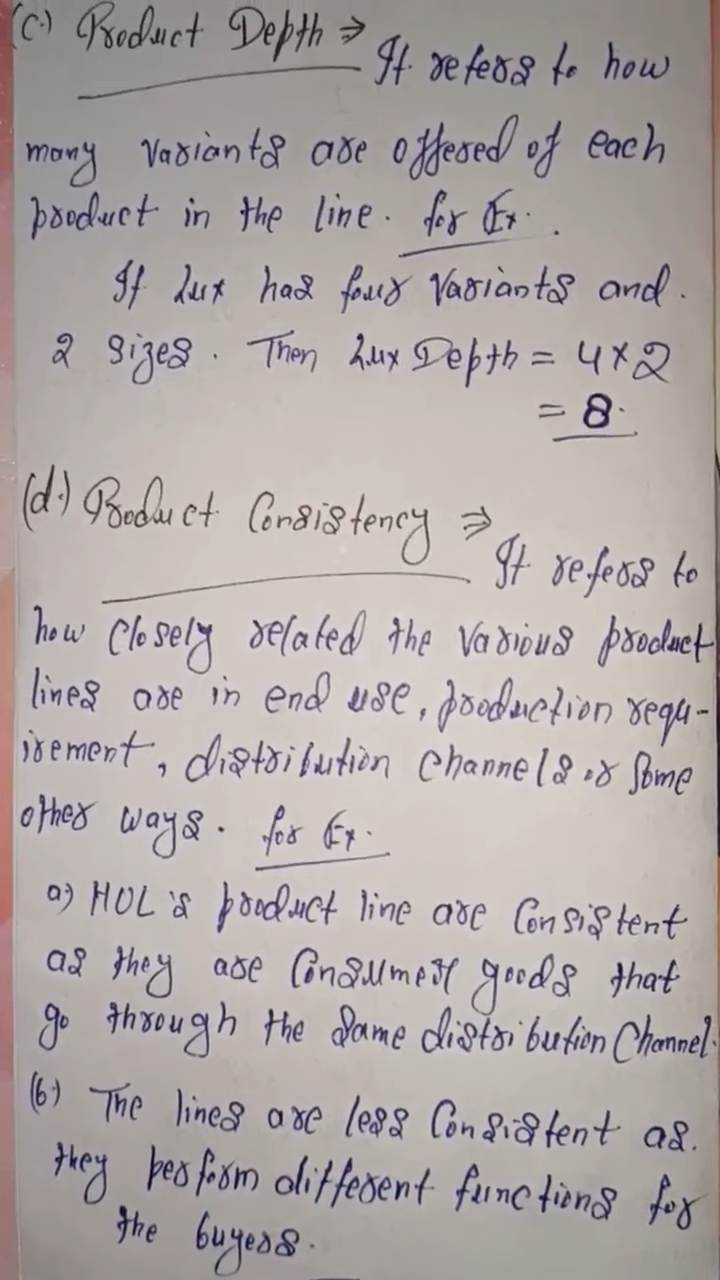 (c.) Product Depth ⇒
It refers to how
many variants are offered of each
product in the line. for Ex.
If Lux has four variants and
2 sizes. Then Lux Depth = 4×2
= 8.
(d.) Product Consistency ⇒
It refers to
how closely related the various product
lines are in end use, production requ-
irement, distribution channels or some
other ways. for Ex.
a) HUL's product line are Consistent
as they are Consumer goods that
go through the same distribution Channel.
(b) The lines are less Consistent as.
they perform different functions for
the buyers.